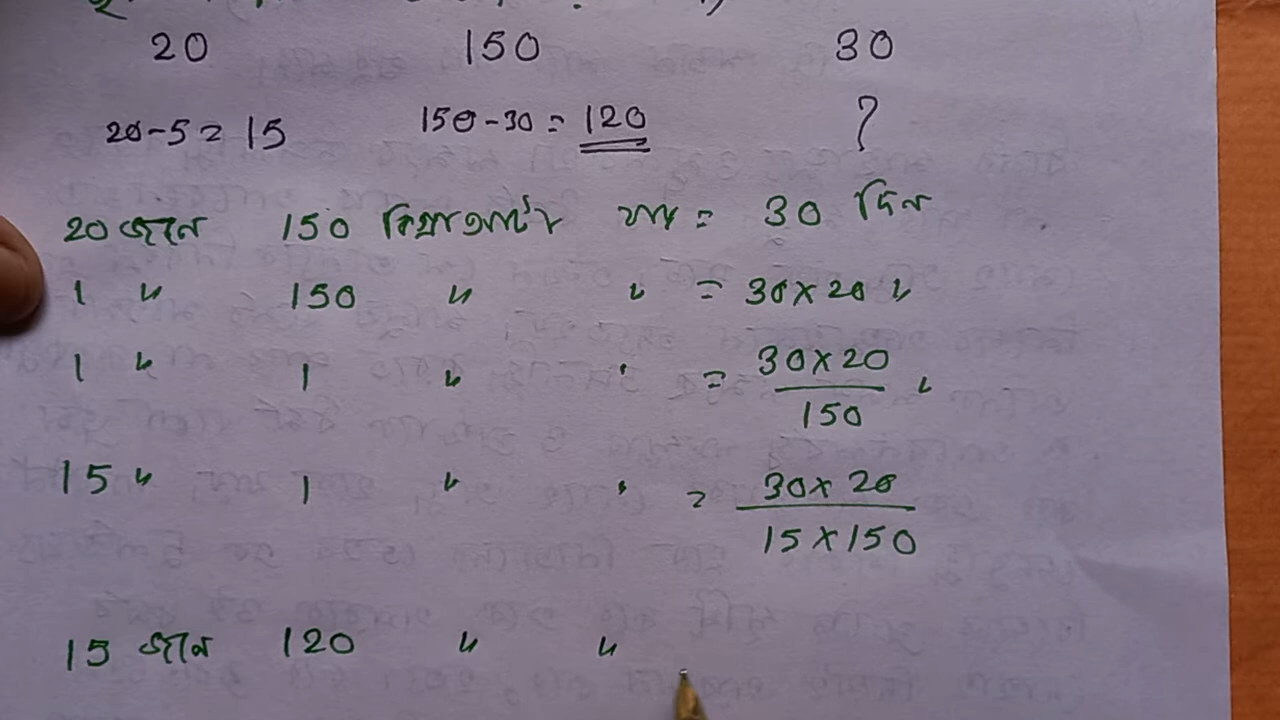 20 150 30
20-5=15 150-30=120 ?
20 জনে 150 কিগ্রা আটা খায় = 30 দিন
1 " 150 " " = 30×20 "
1 " 1 " " = 30×20/150 "
15 " 1 " " = 30×20/15×150
15 জনে 120 " "